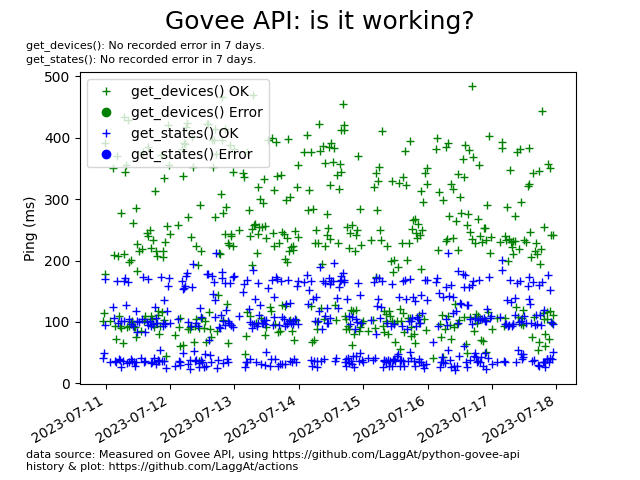 Govee API: is it working?
get_devices(): No recorded error in 7 days.
get_states(): No recorded error in 7 days.
get_devices() OK
get_devices() Error
get_states() OK
get_states() Error
Ping (ms)
500
400
300
200
100
0
2023-07-11
2023-07-12
2023-07-13
2023-07-14
2023-07-15
2023-07-16
2023-07-17
2023-07-18
data source: Measured on Govee API, using https://github.com/LaggAt/python-govee-api
history & plot: https://github.com/LaggAt/actions